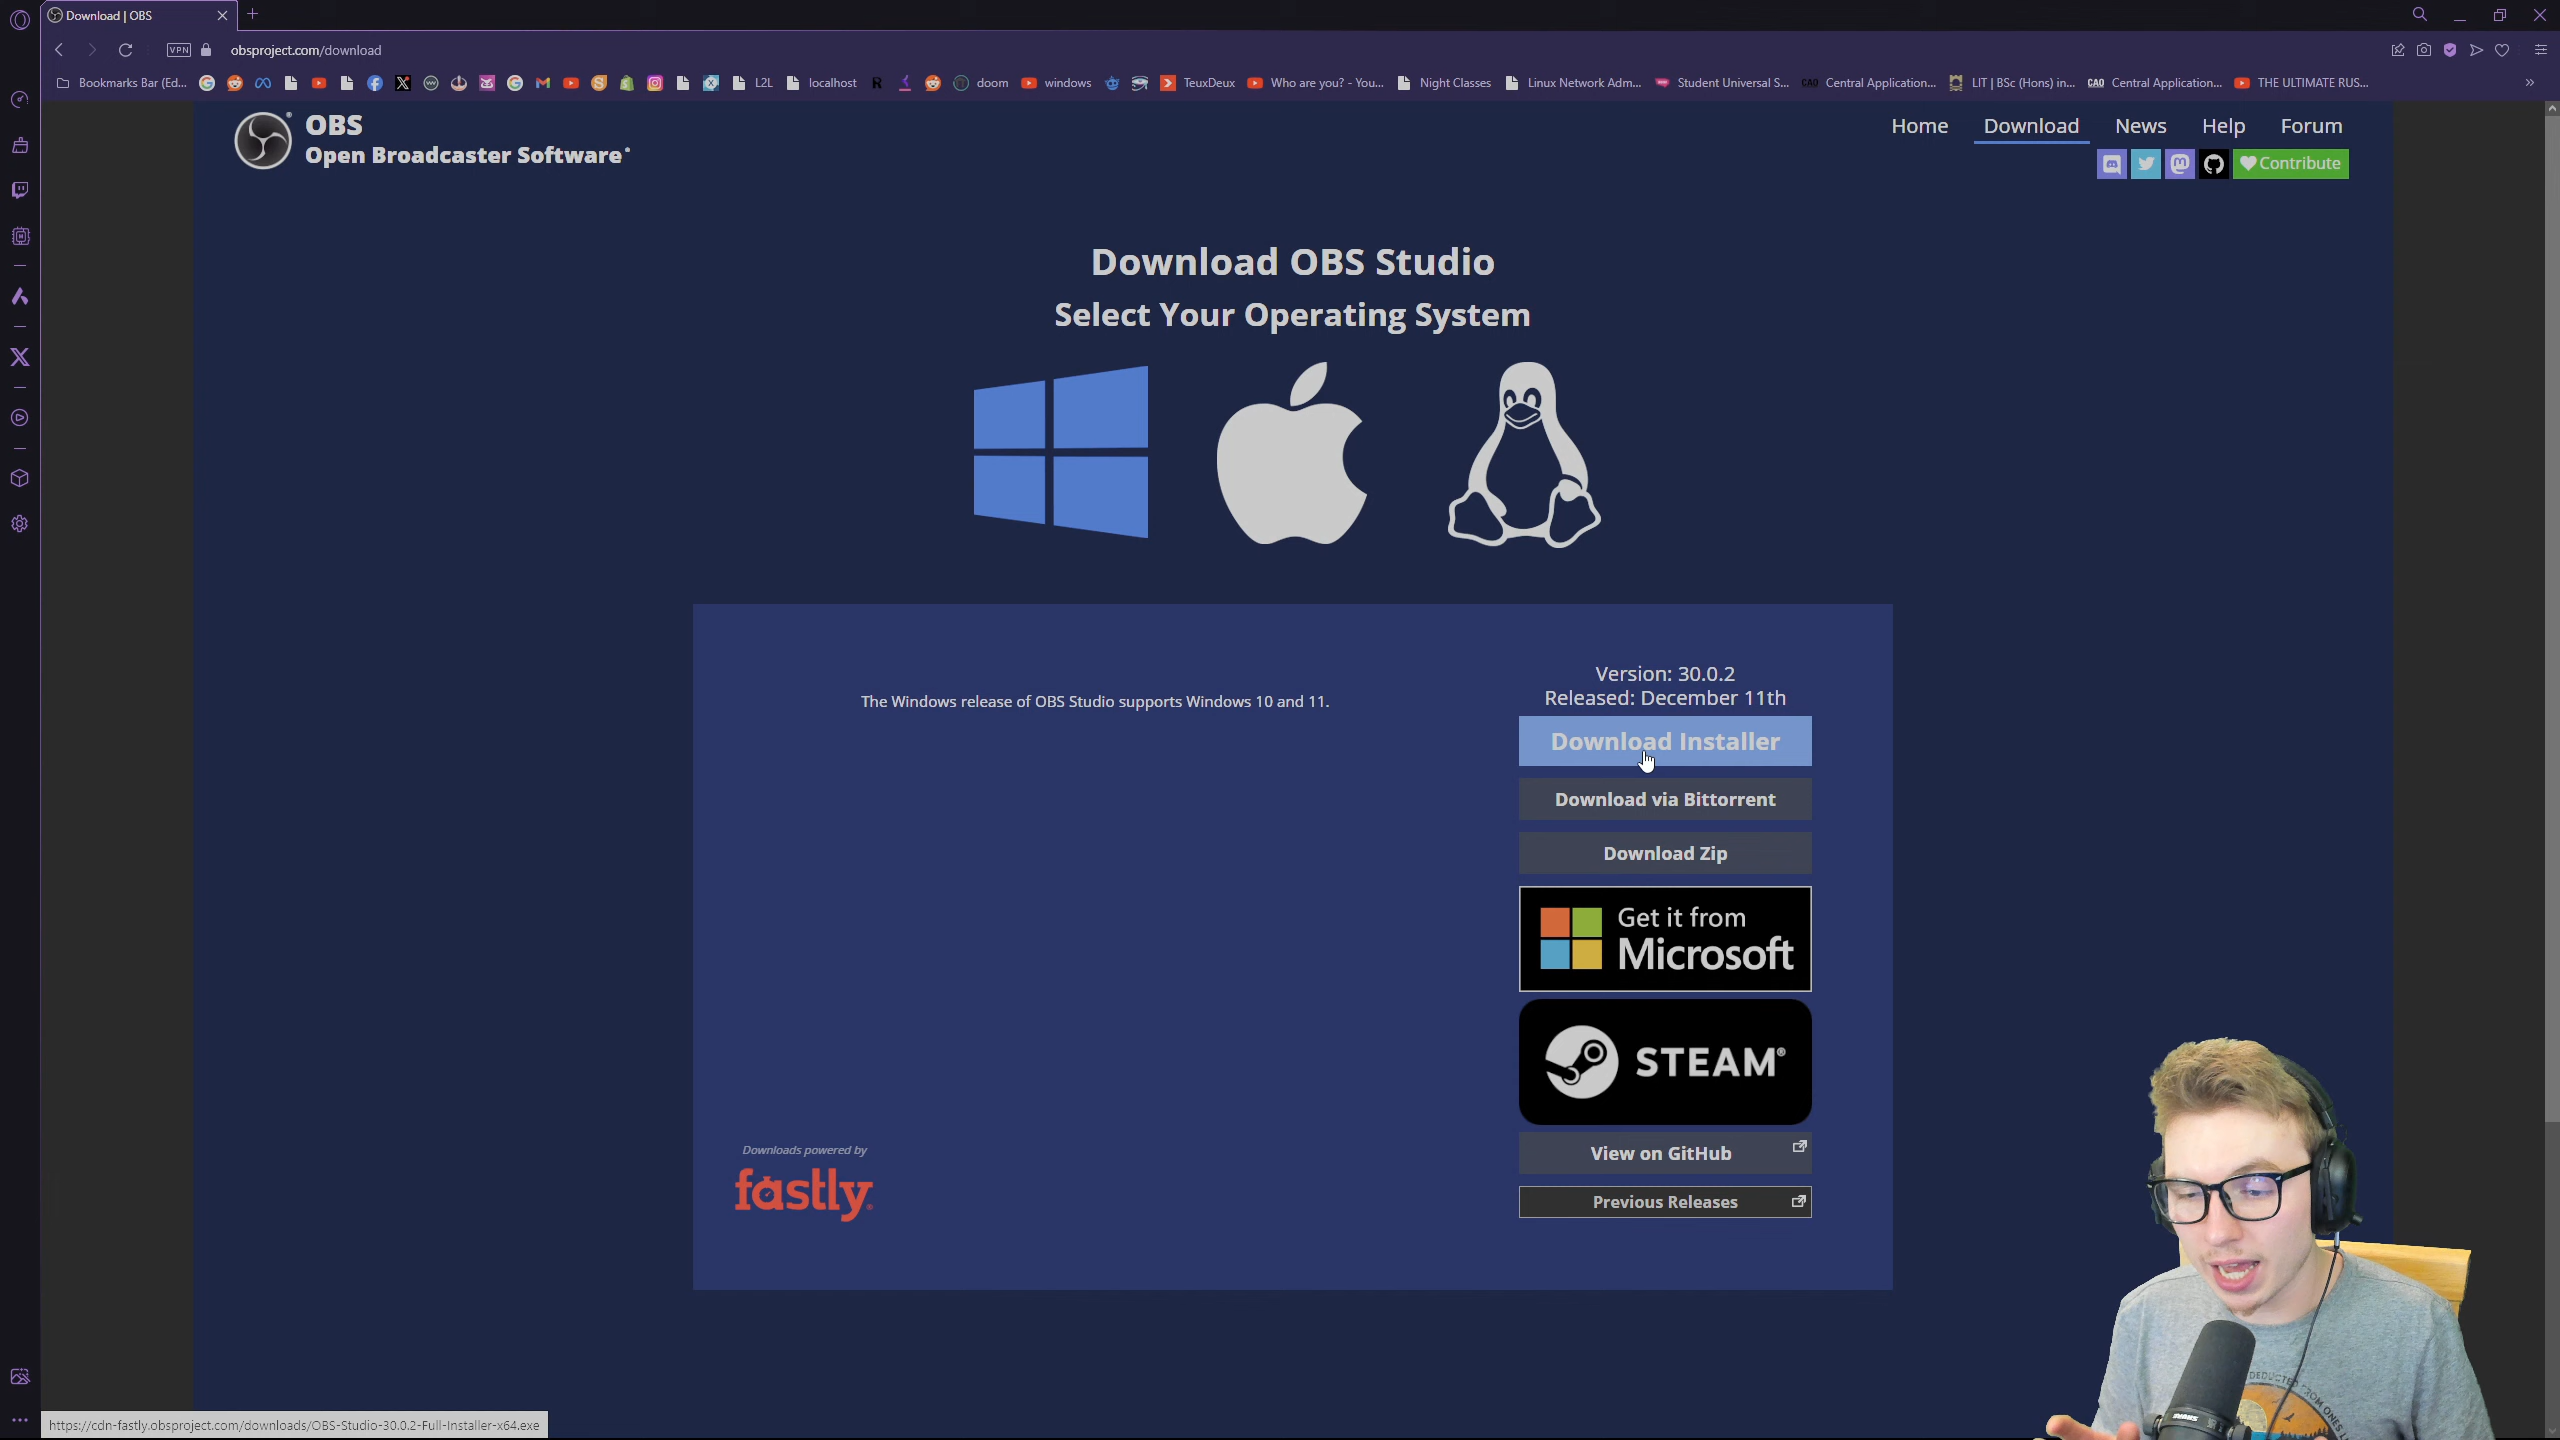 Download | OBS
VPN
obsproject.com/download
Bookmarks Bar (Ed...
L2L
localhost
doom
windows
TeuxDeux
Who are you? - You...
Night Classes
Linux Network Adm...
Student Universal S...
CAO Central Application...
LIT | BSc (Hons) in...
CAO Central Application...
THE ULTIMATE RUS...
OBS
Open Broadcaster Software
Home
Download
News
Help
Forum
Contribute
Download OBS Studio
Select Your Operating System
The Windows release of OBS Studio supports Windows 10 and 11.
Version: 30.0.2
Released: December 11th
Download Installer
Download via Bittorrent
Download Zip
Get it from
Microsoft
STEAM®
View on GitHub
Previous Releases
Downloads powered by
fastly
https://cdn-fastly.obsproject.com/downloads/OBS-Studio-30.0.2-Full-Installer-x64.exe
SHURE